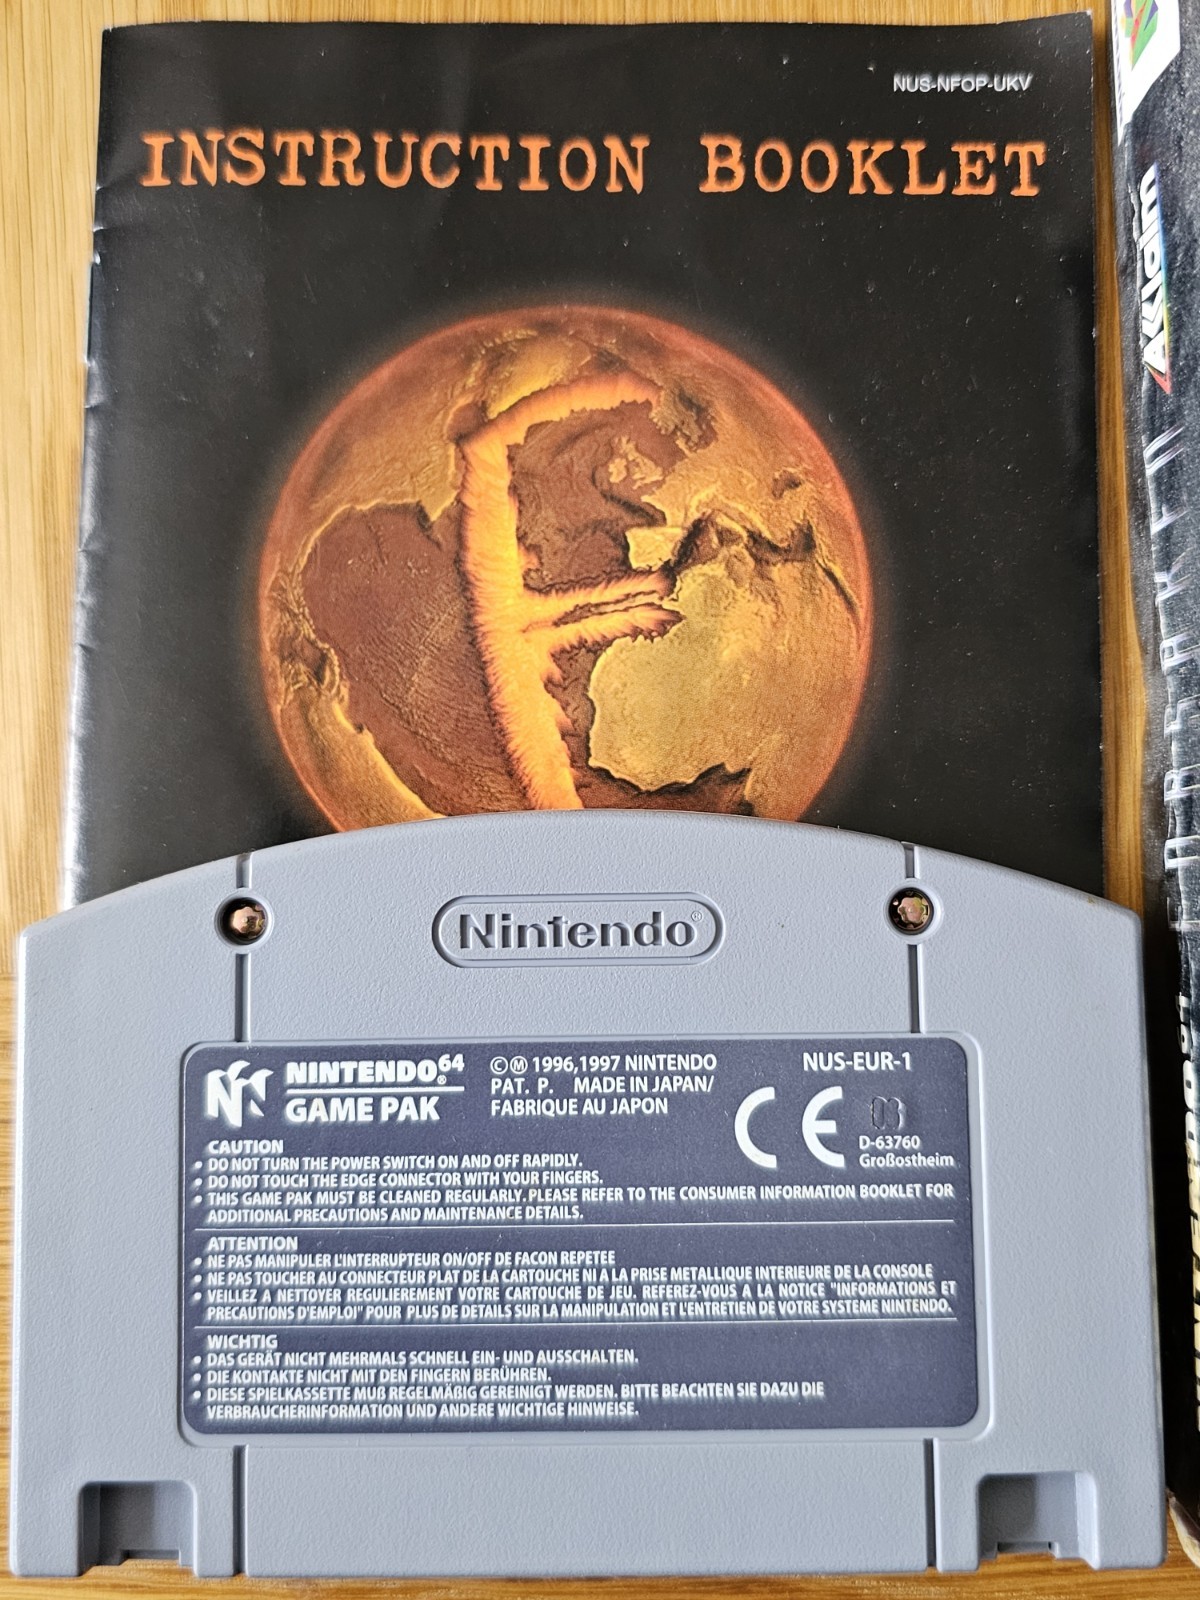 NUS-NFOP-UKV
INSTRUCTION BOOKLET
AKlaim
Nintendo®
NINTENDO®64
GAME PAK
©Ⓜ 1996,1997 NINTENDO
PAT. P. MADE IN JAPAN/
FABRIQUE AU JAPON
NUS-EUR-1
CE
03
D-63760
Großostheim
CAUTION
• DO NOT TURN THE POWER SWITCH ON AND OFF RAPIDLY.
• DO NOT TOUCH THE EDGE CONNECTOR WITH YOUR FINGERS.
• THIS GAME PAK MUST BE CLEANED REGULARLY. PLEASE REFER TO THE CONSUMER INFORMATION BOOKLET FOR
ADDITIONAL PRECAUTIONS AND MAINTENANCE DETAILS.
ATTENTION
• NE PAS MANIPULER L'INTERRUPTEUR ON/OFF DE FACON REPETEE
• NE PAS TOUCHER AU CONNECTEUR PLAT DE LA CARTOUCHE NI A LA PRISE METALLIQUE INTERIEURE DE LA CONSOLE
• VEILLEZ A NETTOYER REGULIEREMENT VOTRE CARTOUCHE DE JEU. REFEREZ-VOUS A LA NOTICE "INFORMATIONS ET
PRECAUTIONS D'EMPLOI" POUR PLUS DE DETAILS SUR LA MANIPULATION ET L'ENTRETIEN DE VOTRE SYSTEME NINTENDO.
WICHTIG
• DAS GERÄT NICHT MEHRMALS SCHNELL EIN- UND AUSSCHALTEN.
• DIE KONTAKTE NICHT MIT DEN FINGERN BERÜHREN.
• DIESE SPIELKASSETTE MUß REGELMÄßIG GEREINIGT WERDEN. BITTE BEACHTEN SIE DAZU DIE
VERBRAUCHERINFORMATION UND ANDERE WICHTIGE HINWEISE.